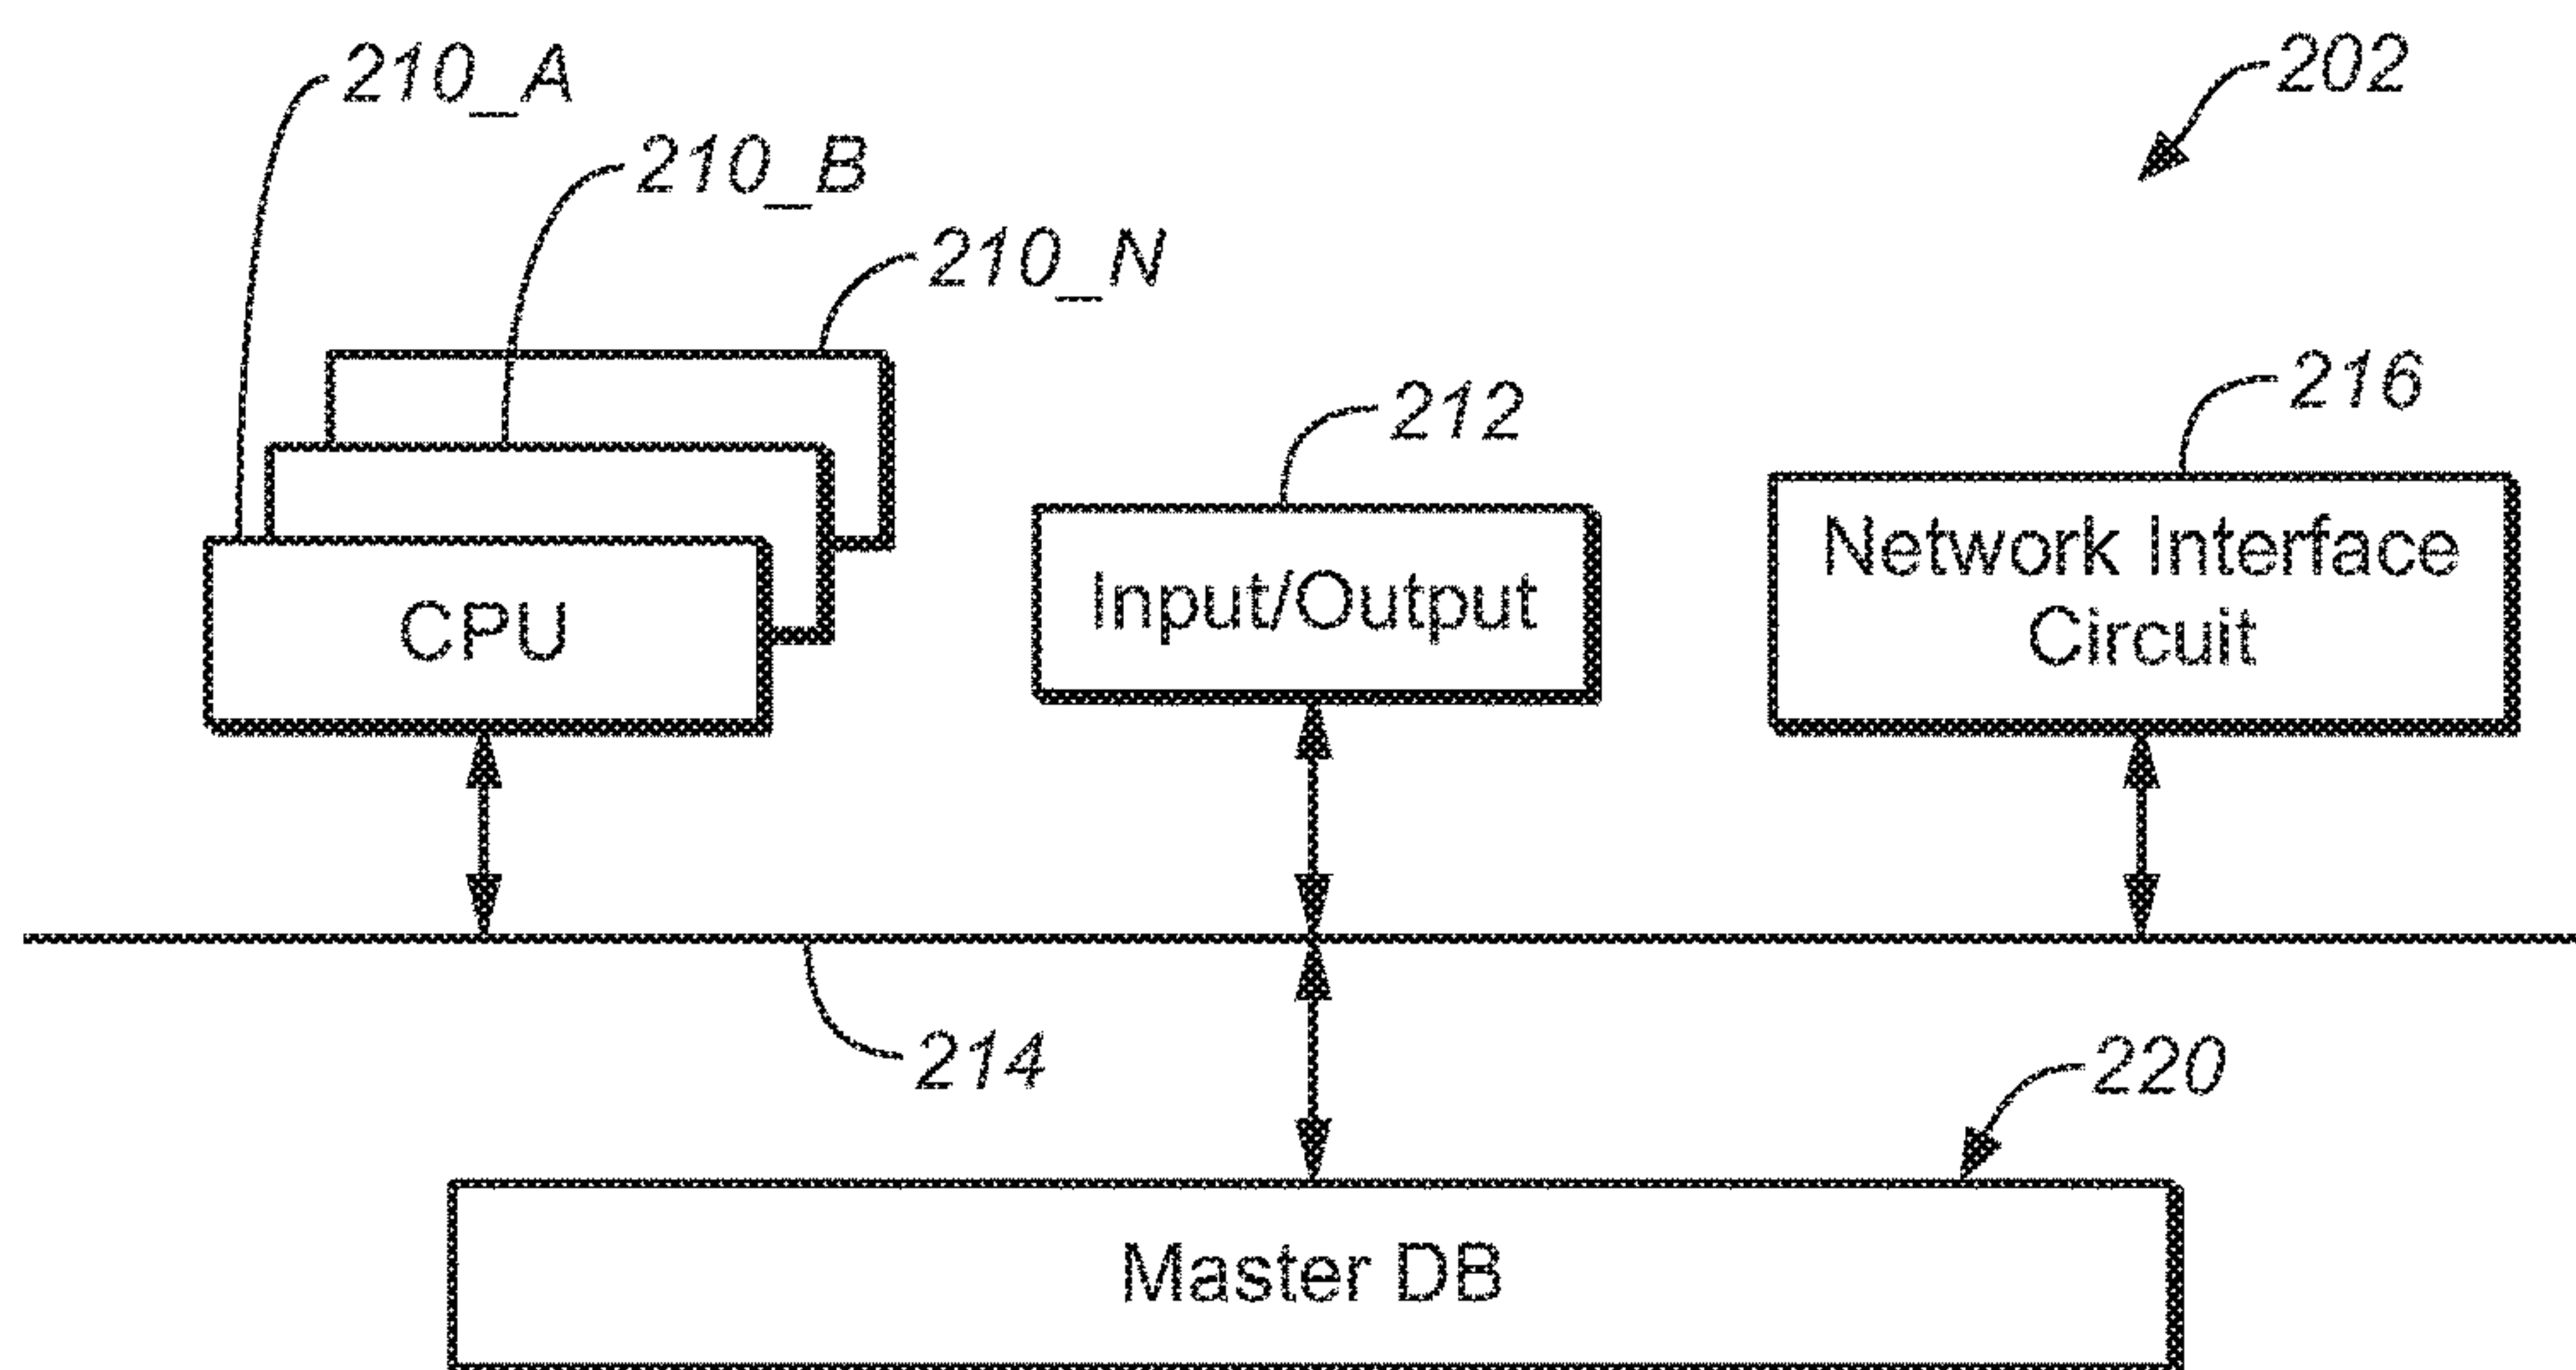 210_A
202
210_B
210_N
216
212
Network Interface
Circuit
Input/Output
CPU
214
220
Master DB